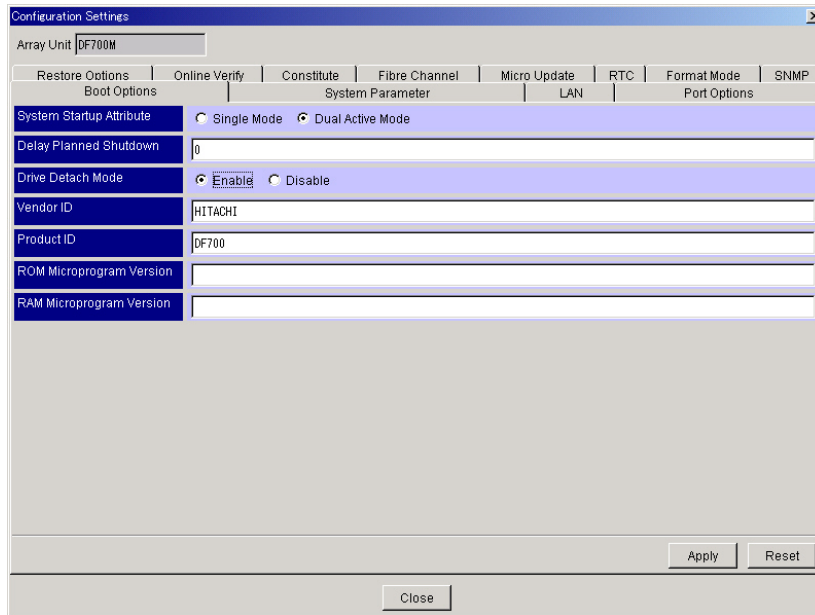 Configuration Settings
Array Unit DF700M
Restore Options Online Verify Constitute Fibre Channel Micro Update RTC Format Mode SNMP
Boot Options System Parameter LAN Port Options
System Startup Attribute Single Mode Dual Active Mode
Delay Planned Shutdown 0
Drive Detach Mode Enable Disable
Vendor ID HITACHI
Product ID DF700
ROM Microprogram Version
RAM Microprogram Version
Apply Reset
Close